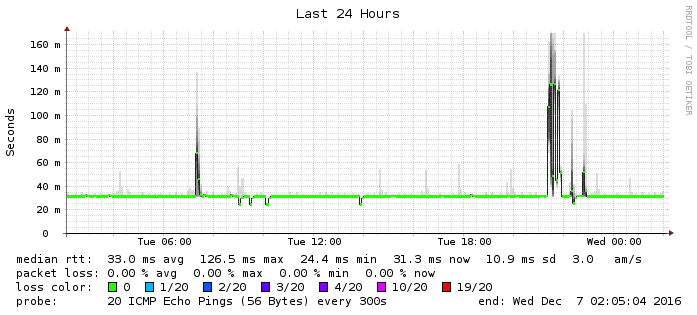 Last 24 Hours
RRDTOOL / TOBI OETIKER
Seconds
160 m
140 m
120 m
100 m
80 m
60 m
40 m
20 m
0
Tue 06:00 Tue 12:00 Tue 18:00 Wed 00:00
median rtt: 33.0 ms avg 126.5 ms max 24.4 ms min 31.3 ms now 10.9 ms sd 3.0 am/s
packet loss: 0.00 % avg 0.00 % max 0.00 % min 0.00 % now
loss color: 0 1/20 2/20 3/20 4/20 10/20 19/20
probe: 20 ICMP Echo Pings (56 Bytes) every 300s end: Wed Dec 7 02:05:04 2016